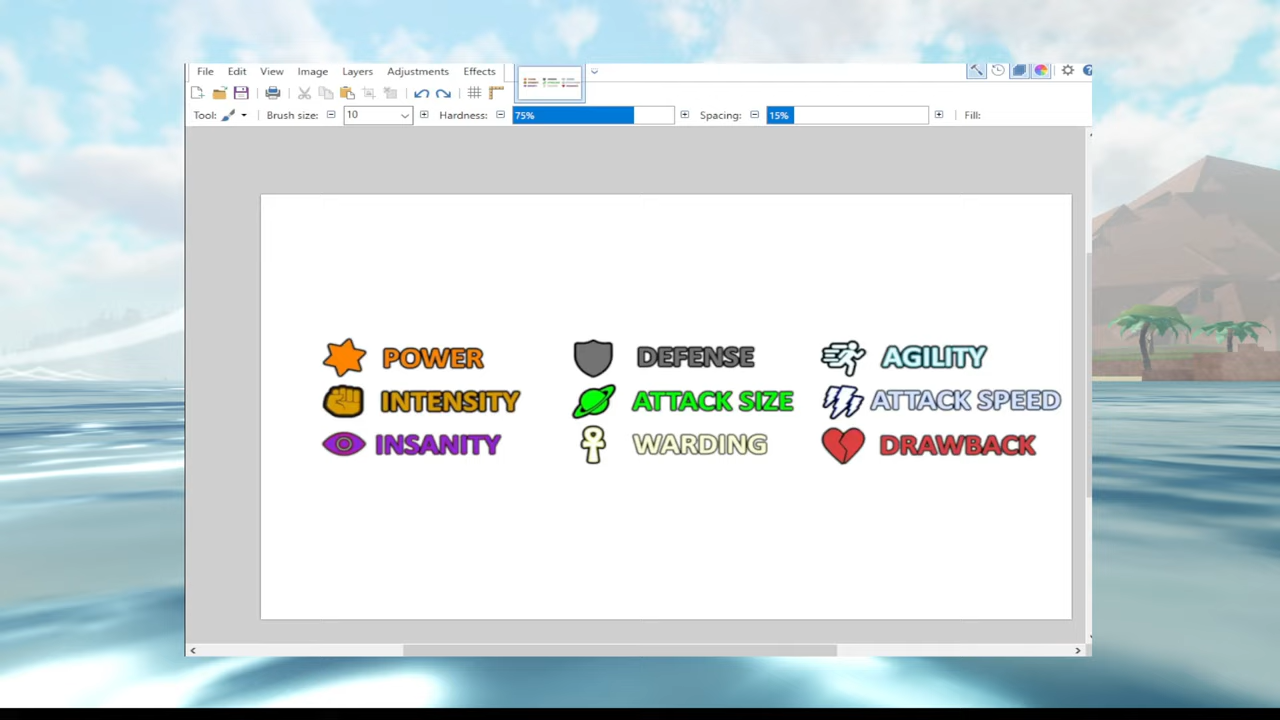 File Edit View Image Layers Adjustments Effects
Tool: Brush size: 10 Hardness: 75% Spacing: 15% Fill:
POWER DEFENSE AGILITY
INTENSITY ATTACK SIZE ATTACK SPEED
INSANITY WARDING DRAWBACK